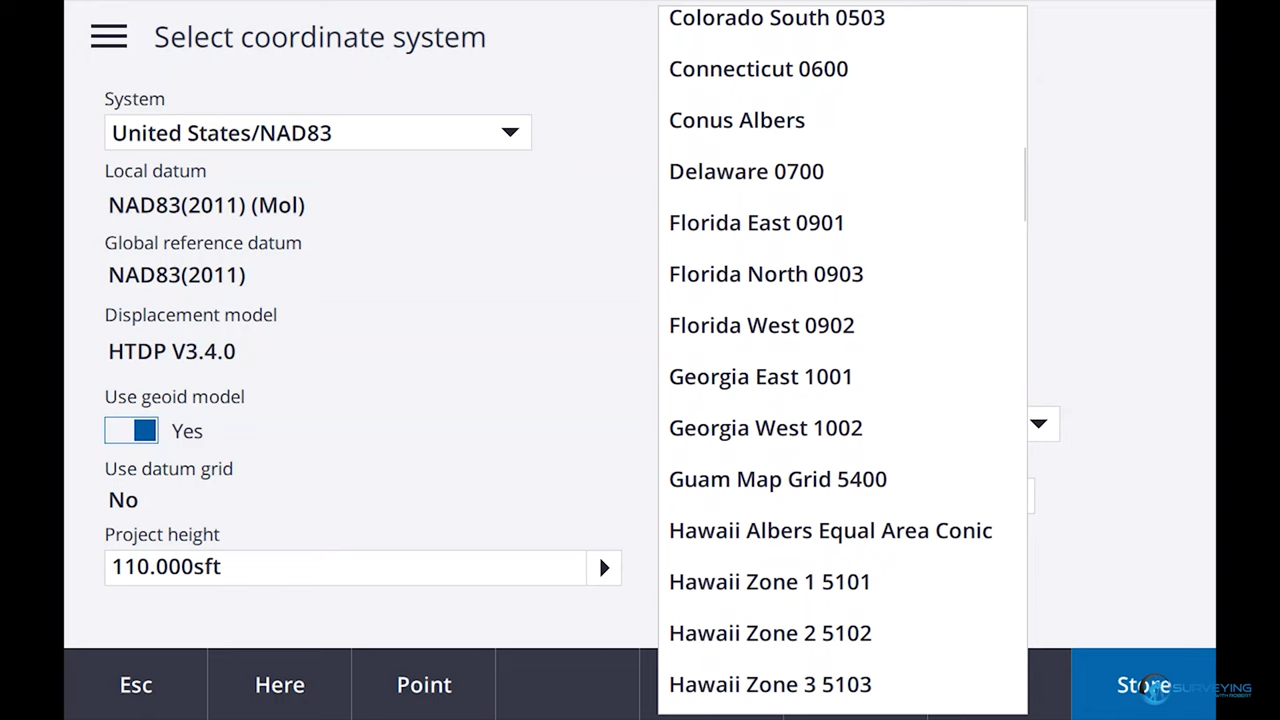 Select coordinate system
System
United States/NAD83
Local datum
NAD83(2011) (Mol)
Global reference datum
NAD83(2011)
Displacement model
HTDP V3.4.0
Use geoid model
Yes
Use datum grid
No
Project height
110.000sft
Colorado South 0503
Connecticut 0600
Conus Albers
Delaware 0700
Florida East 0901
Florida North 0903
Florida West 0902
Georgia East 1001
Georgia West 1002
Guam Map Grid 5400
Hawaii Albers Equal Area Conic
Hawaii Zone 1 5101
Hawaii Zone 2 5102
Hawaii Zone 3 5103
Esc
Here
Point
Store
SURVEYING
WITH ROBERT